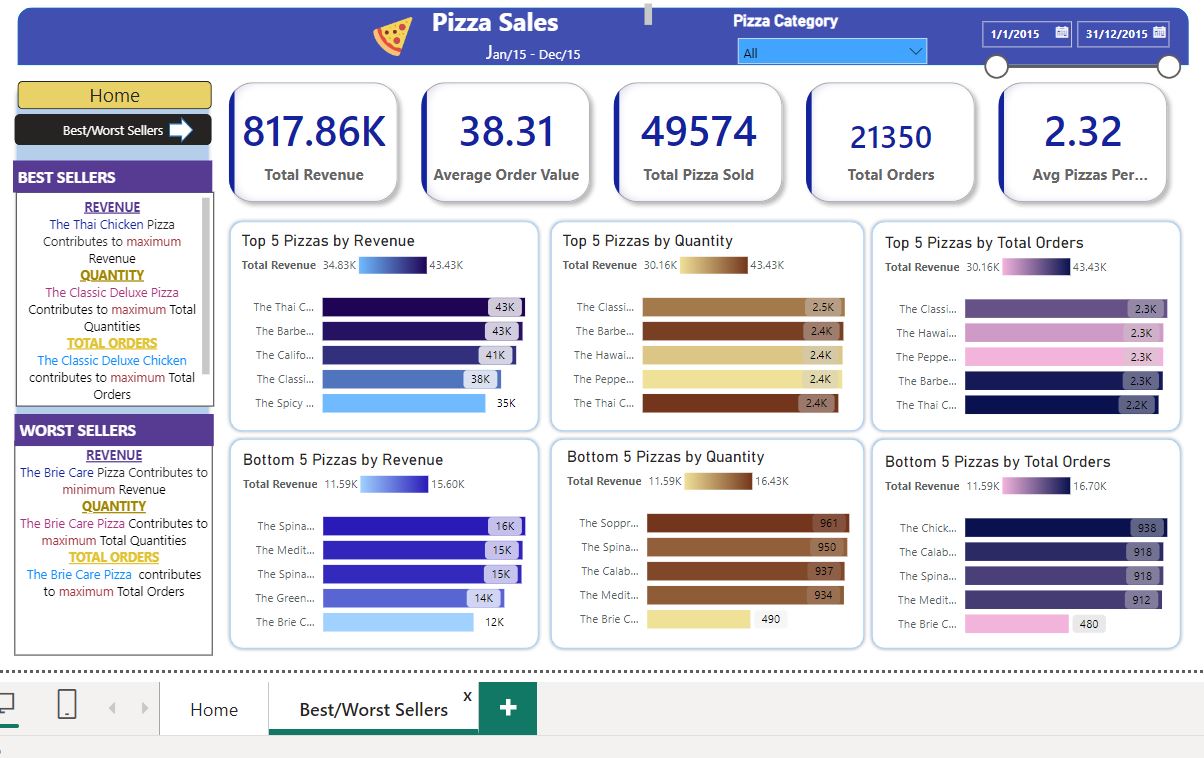 Pizza Sales
Jan/15 - Dec/15
Pizza Category
All
1/1/2015
31/12/2015
Home
Best/Worst Sellers
817.86K
Total Revenue
38.31
Average Order Value
49574
Total Pizza Sold
21350
Total Orders
2.32
Avg Pizzas Per...
BEST SELLERS
REVENUE
The Thai Chicken Pizza
Contributes to maximum
Revenue
QUANTITY
The Classic Deluxe Pizza
Contributes to maximum Total
Quantities
TOTAL ORDERS
The Classic Deluxe Chicken
contributes to maximum Total
Orders
WORST SELLERS
REVENUE
The Brie Care Pizza Contributes to
minimum Revenue
QUANTITY
The Brie Care Pizza Contributes to
maximum Total Quantities
TOTAL ORDERS
The Brie Care Pizza contributes
to maximum Total Orders
Top 5 Pizzas by Revenue
Total Revenue 34.83K 43.43K
The Thai C... 43K
The Barbe... 43K
The Califo... 41K
The Classi... 38K
The Spicy ... 35K
Top 5 Pizzas by Quantity
Total Revenue 30.16K 43.43K
The Classi... 2.5K
The Barbe... 2.4K
The Hawai... 2.4K
The Peppe... 2.4K
The Thai C... 2.4K
Top 5 Pizzas by Total Orders
Total Revenue 30.16K 43.43K
The Classi... 2.3K
The Hawai... 2.3K
The Peppe... 2.3K
The Barbe... 2.3K
The Thai C... 2.2K
Bottom 5 Pizzas by Revenue
Total Revenue 11.59K 15.60K
The Spina... 16K
The Medit... 15K
The Spina... 15K
The Green... 14K
The Brie C... 12K
Bottom 5 Pizzas by Quantity
Total Revenue 11.59K 16.43K
The Soppr... 961
The Spina... 950
The Calab... 937
The Medit... 934
The Brie C... 490
Bottom 5 Pizzas by Total Orders
Total Revenue 11.59K 16.70K
The Chick... 938
The Calab... 918
The Spina... 918
The Medit... 912
The Brie C... 480
Home
Best/Worst Sellers
x
+